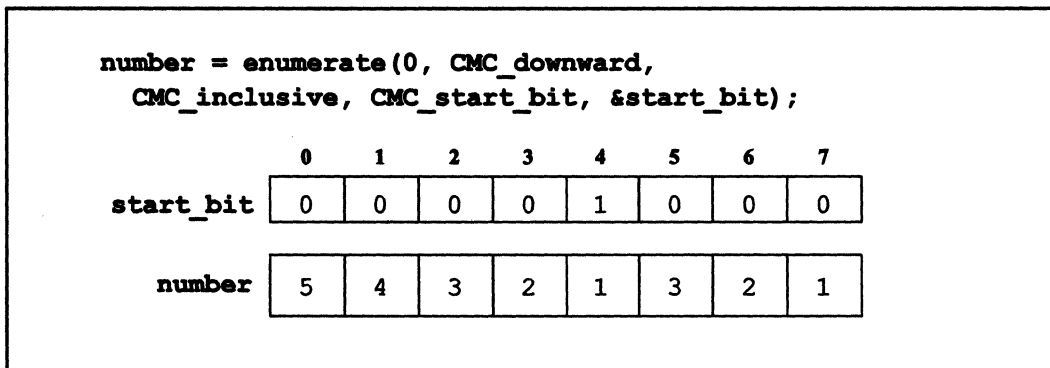 number = enumerate(0, CMC_downward,
CMC_inclusive, CMC_start_bit, &start_bit);
0 1 2 3 4 5 6 7
start_bit 0 0 0 0 1 0 0 0
number 5 4 3 2 1 3 2 1